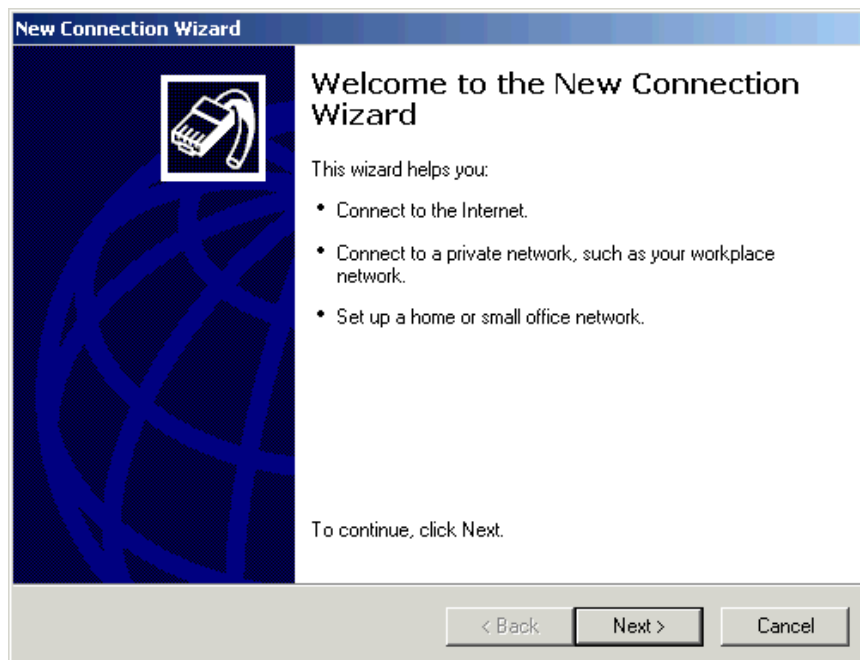 New Connection Wizard
Welcome to the New Connection
Wizard
This wizard helps you:
• Connect to the Internet.
• Connect to a private network, such as your workplace
network.
• Set up a home or small office network.
To continue, click Next.
< Back
Next >
Cancel